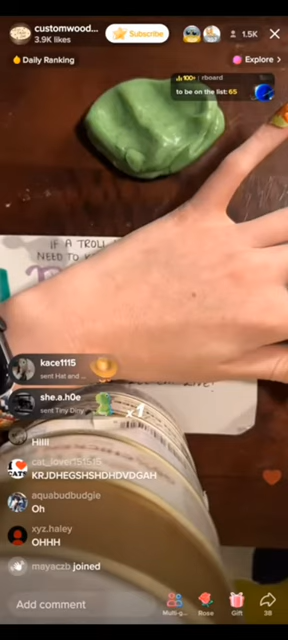 customwood...
3.9K likes
Subscribe
1.5K
Daily Ranking
Explore >
100+ rboard
to be on the list: 65
IF A TROLL
NEED TO
kace1115
sent Hat and ...
she.a.h0e
sent Tiny Diny
x1
Hiiii
cat_lover151515
KRJDHEGSHSHDHDVDGAH
aquabudbudgie
Oh
xyz.haley
OHHH
mayaczb joined
Add comment
Multi-g...
Rose
Gift
38